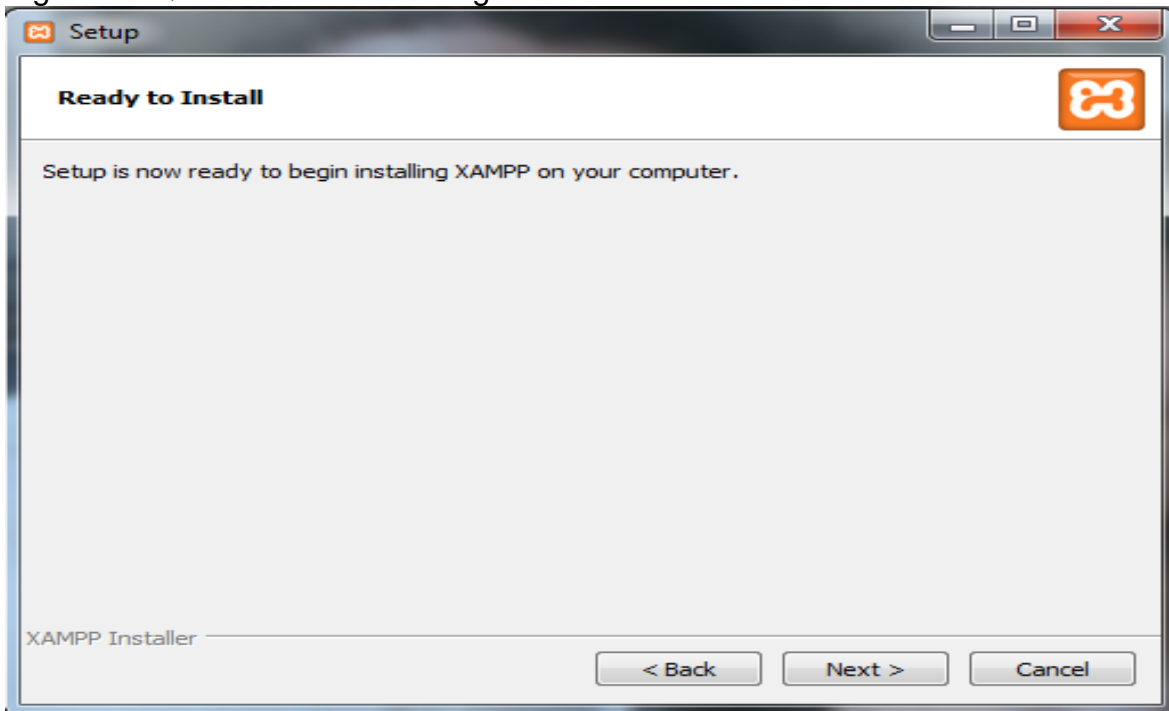 Setup
Ready to Install
Setup is now ready to begin installing XAMPP on your computer.
XAMPP Installer
< Back Next > Cancel